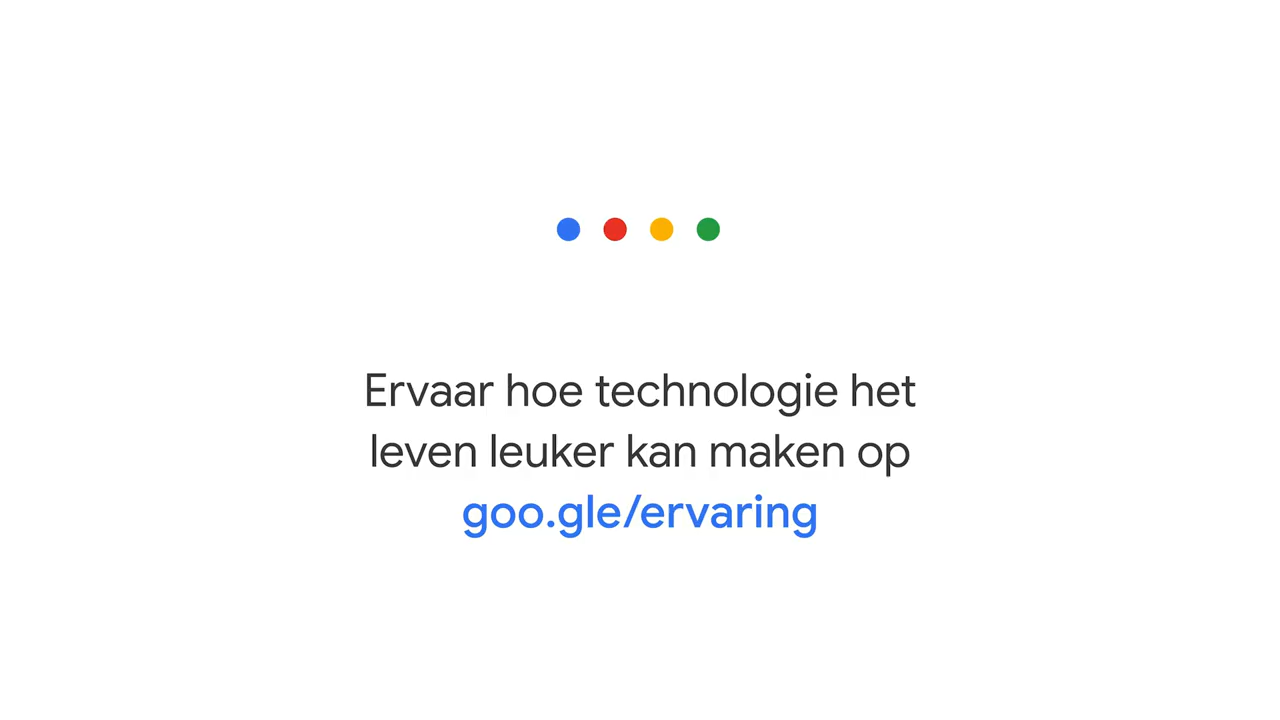 Ervaar hoe technologie het
leven leuker kan maken op
goo.gle/ervaring